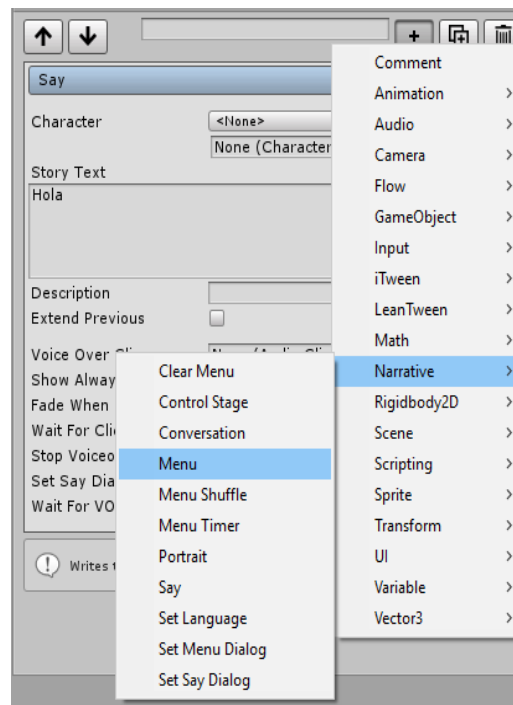 Say
Character
<None>
None (Character
Story Text
Hola
Description
Extend Previous
Voice Over
Show Alway
Fade When
Wait For Cli
Stop Voiceo
Set Say Dia
Wait For VO
Writes t
Comment
Animation
Audio
Camera
Flow
GameObject
Input
iTween
LeanTween
Math
Narrative
Rigidbody2D
Scene
Scripting
Sprite
Transform
UI
Variable
Vector3
Clear Menu
Control Stage
Conversation
Menu
Menu Shuffle
Menu Timer
Portrait
Say
Set Language
Set Menu Dialog
Set Say Dialog